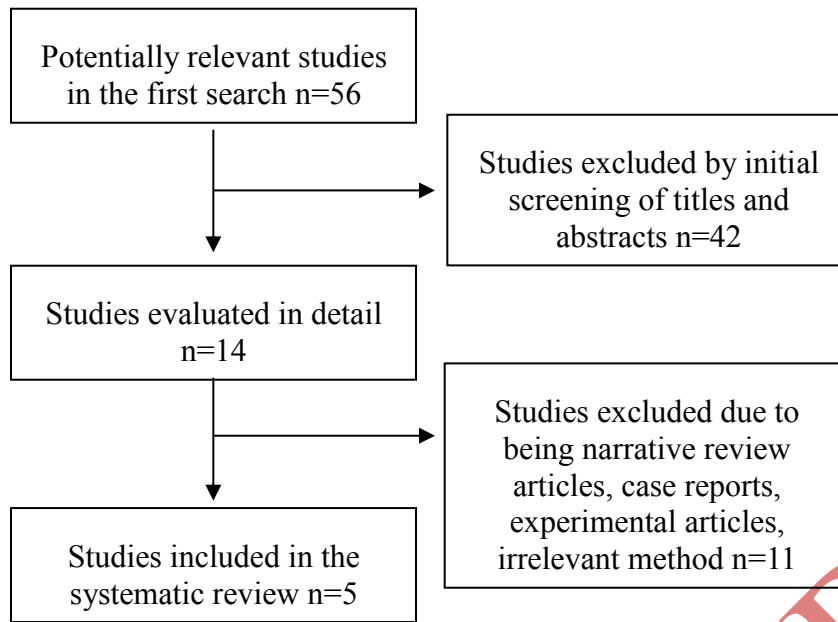 Potentially relevant studies
in the first search n=56
Studies excluded by initial
screening of titles and
abstracts n=42
Studies evaluated in detail
n=14
Studies excluded due to
being narrative review
articles, case reports,
experimental articles,
irrelevant method n=11
Studies included in the
systematic review n=5